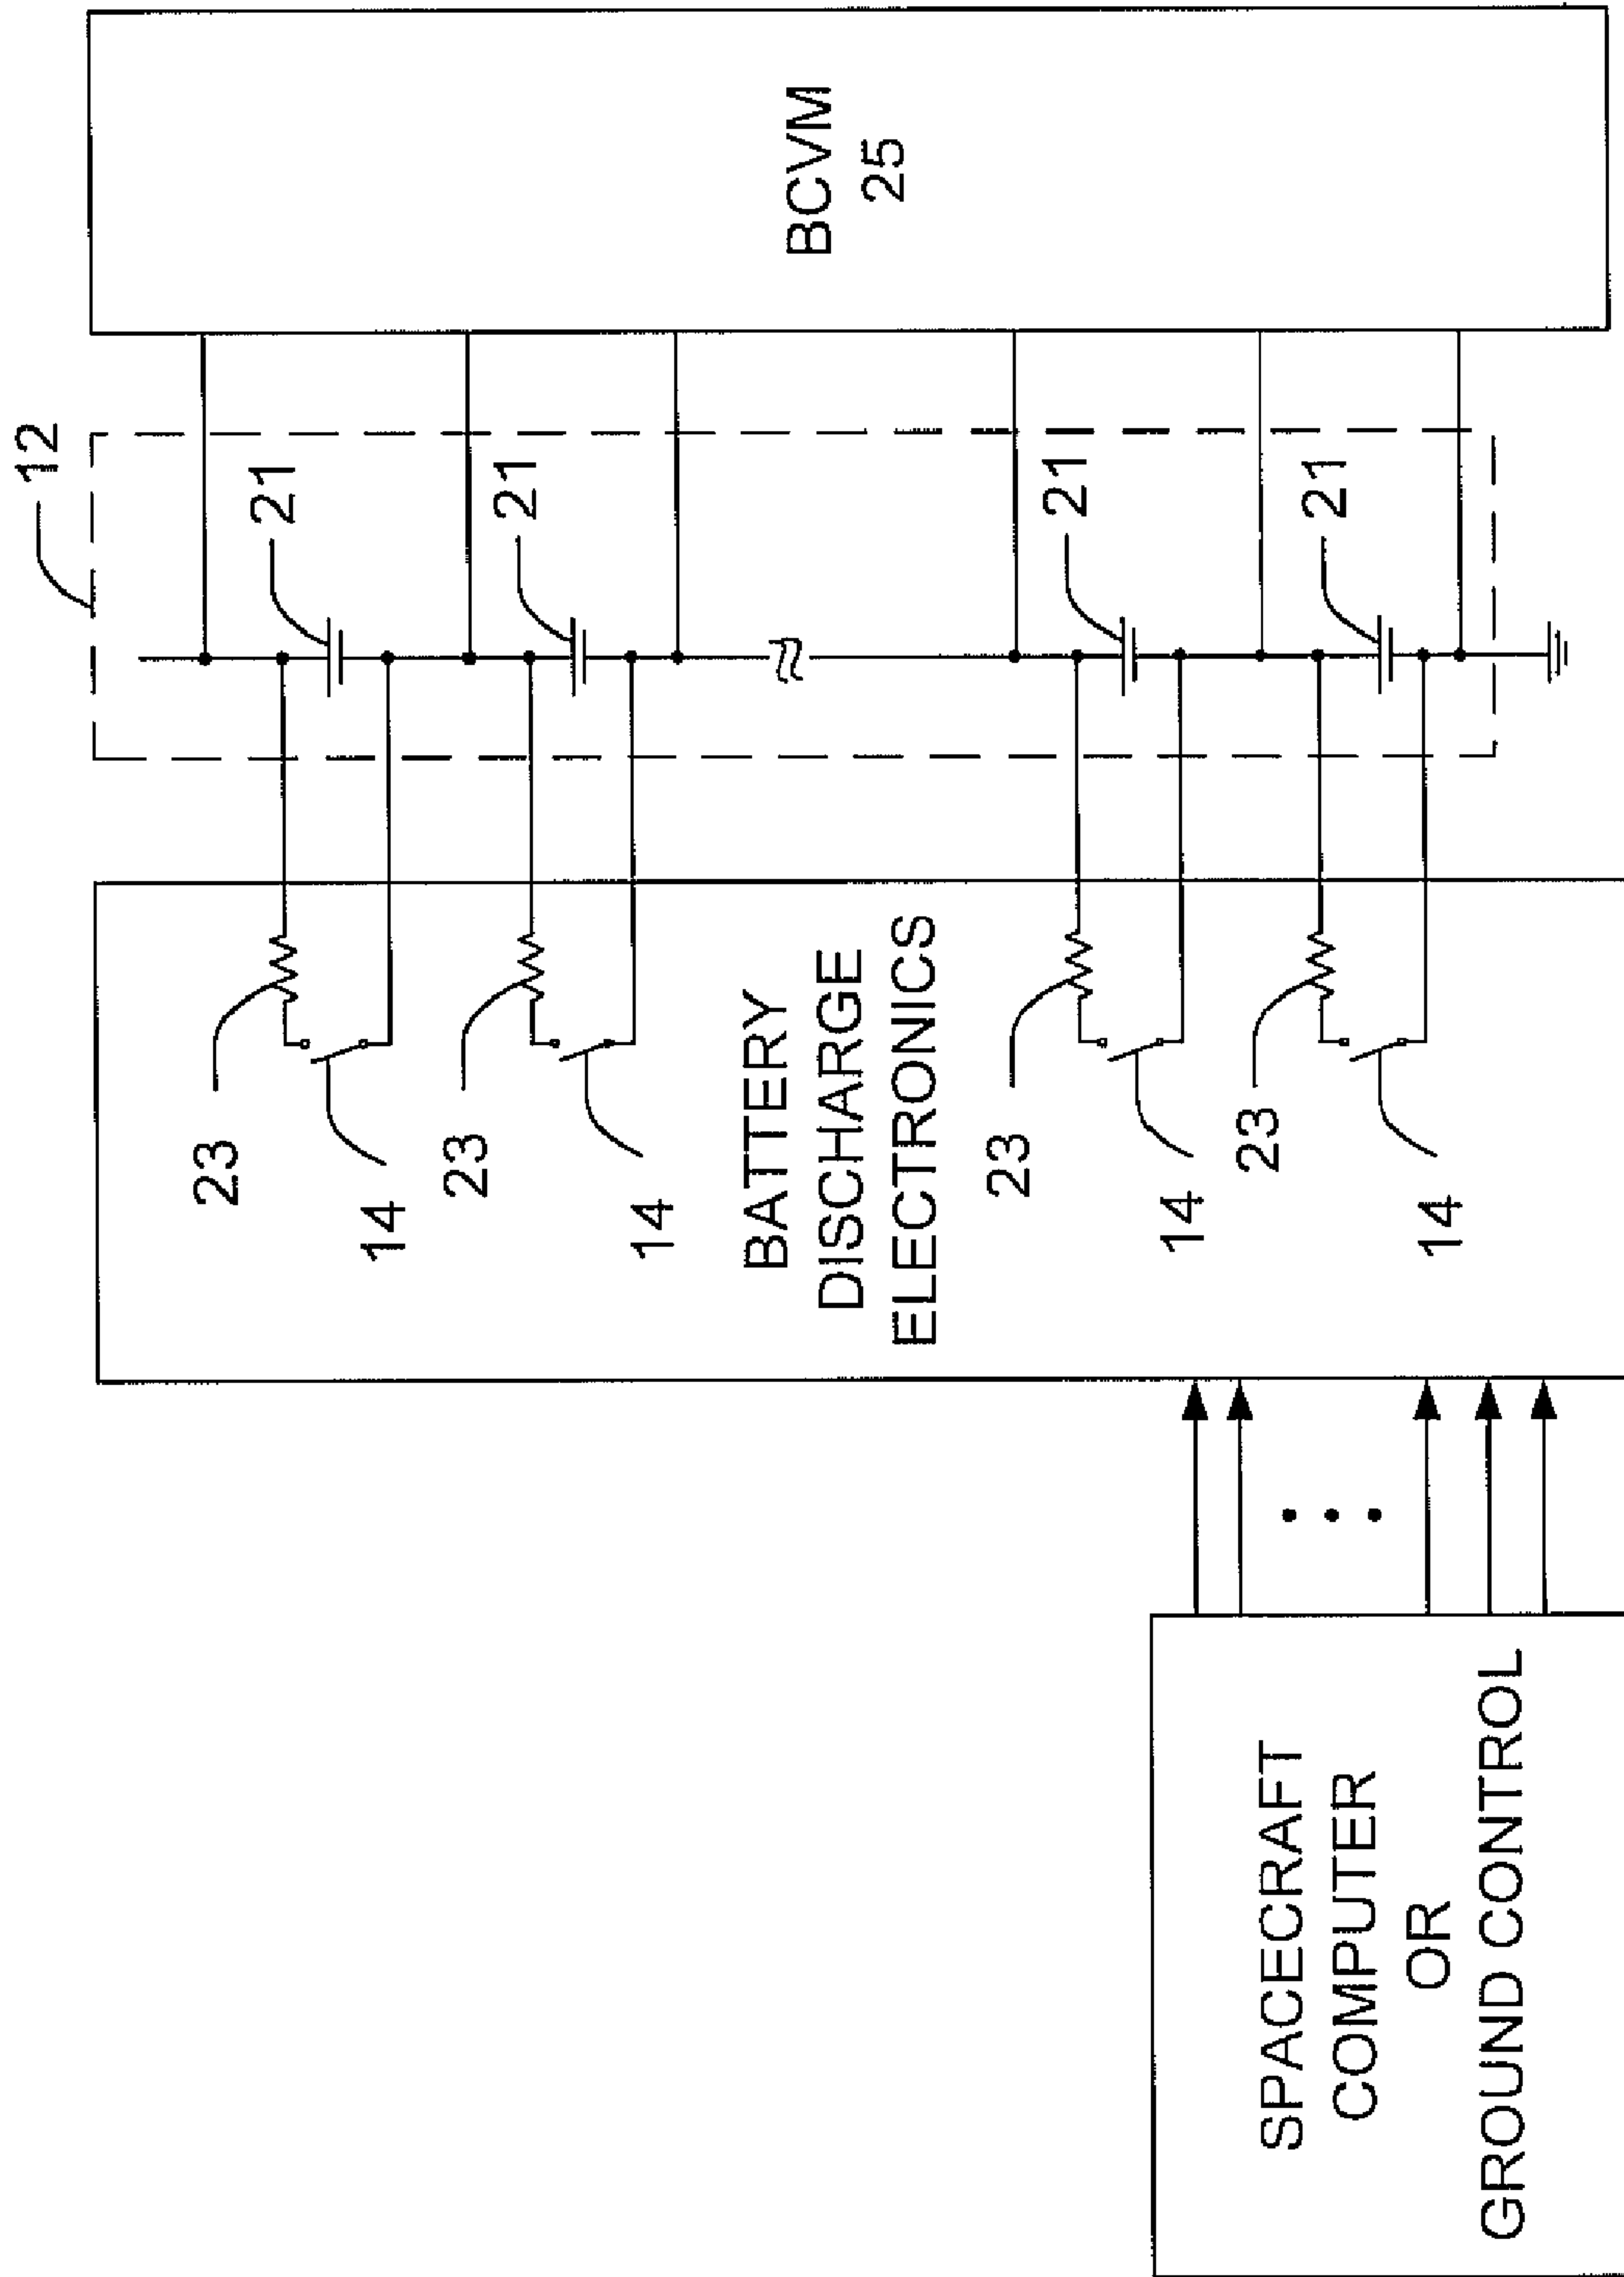 12
21
21
21
21
BCVM
25
23
14
23
14
23
14
23
14
BATTERY
DISCHARGE
ELECTRONICS
SPACECRAFT
COMPUTER
OR
GROUND CONTROL